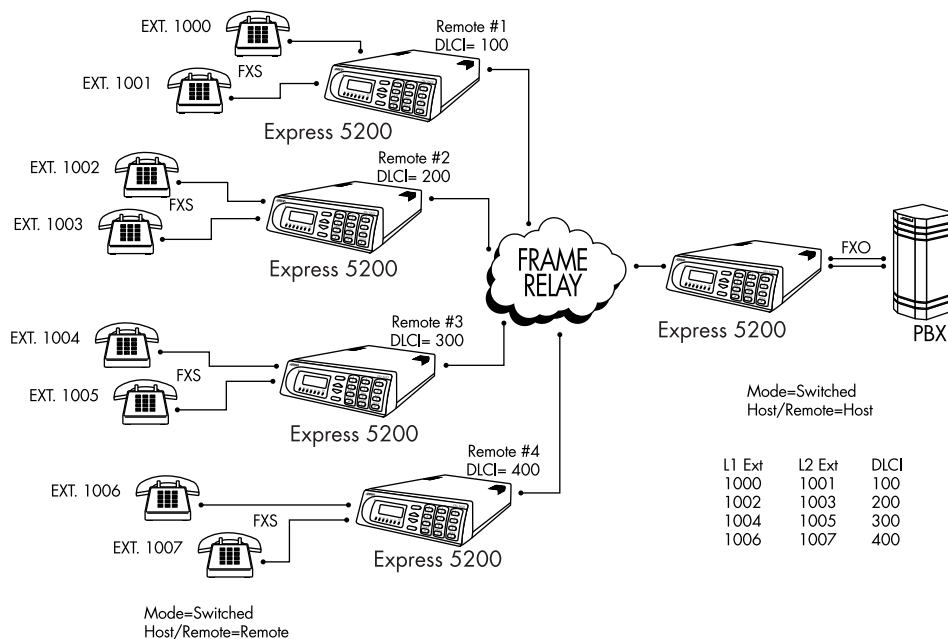 EXT. 1000
EXT. 1001
FXS
Remote #1
DLCI= 100
Express 5200
EXT. 1002
EXT. 1003
FXS
Remote #2
DLCI= 200
Express 5200
EXT. 1004
EXT. 1005
FXS
Remote #3
DLCI= 300
Express 5200
EXT. 1006
EXT. 1007
FXS
Remote #4
DLCI= 400
Express 5200
Mode=Switched
Host/Remote=Remote
FRAME
RELAY
Express 5200
FXO
PBX
Mode=Switched
Host/Remote=Host
L1 Ext L2 Ext DLCI
1000 1001 100
1002 1003 200
1004 1005 300
1006 1007 400